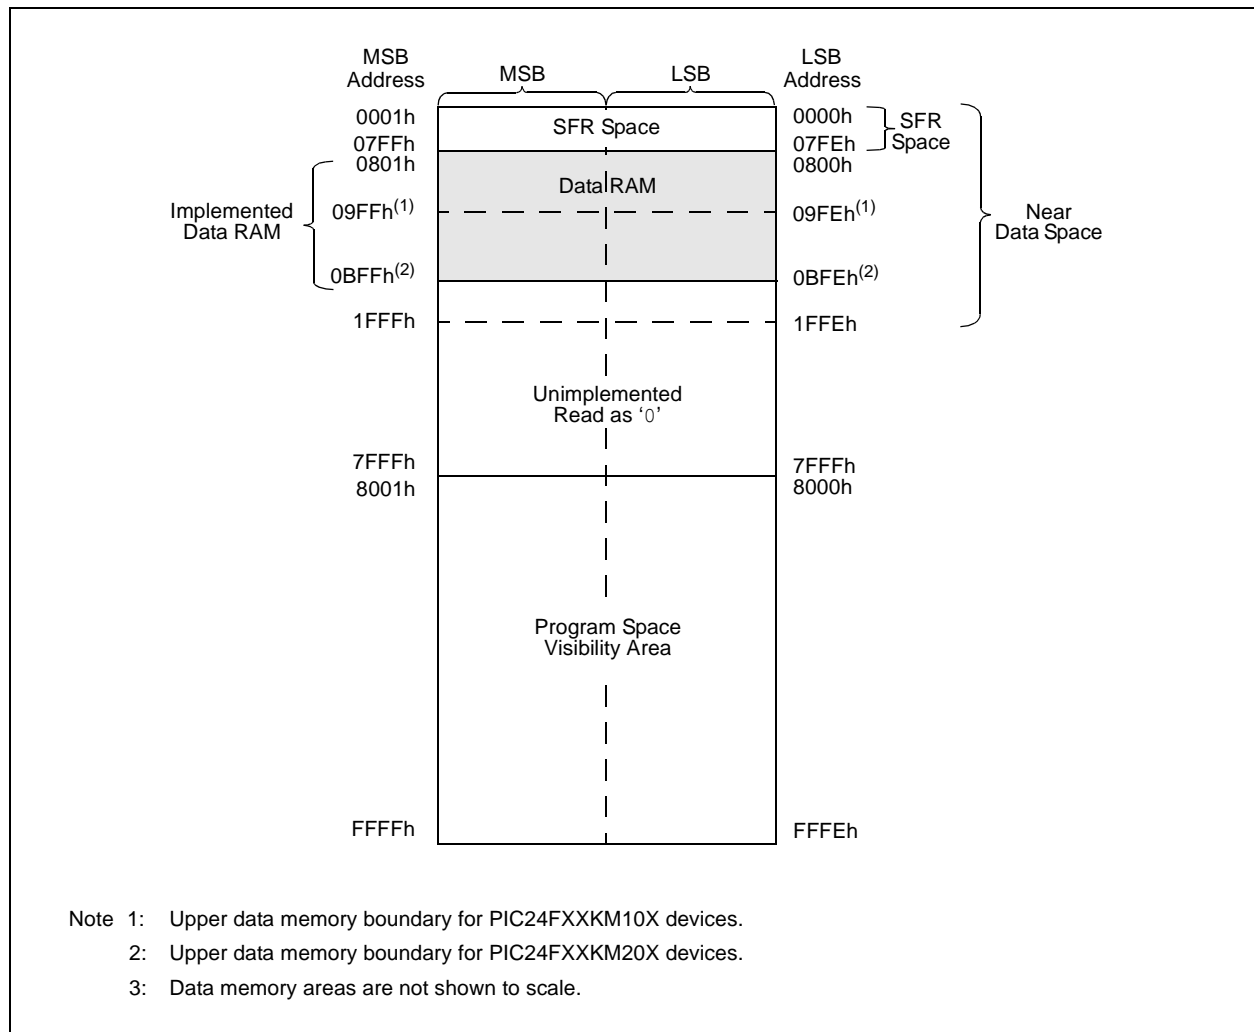 MSB Address
LSB Address
MSB
LSB
0001h
SFR Space
0000h
SFR Space
07FFh
07FEh
0801h
0800h
Data RAM
Implemented Data RAM
09FFh(1)
09FEh(1)
Near Data Space
0BFFh(2)
0BFEh(2)
1FFFh
1FFEh
Unimplemented
Read as ‘0’
7FFFh
7FFFh
8001h
8000h
Program Space
Visibility Area
FFFFh
FFFEh
Note 1: Upper data memory boundary for PIC24FXXKM10X devices.
2: Upper data memory boundary for PIC24FXXKM20X devices.
3: Data memory areas are not shown to scale.